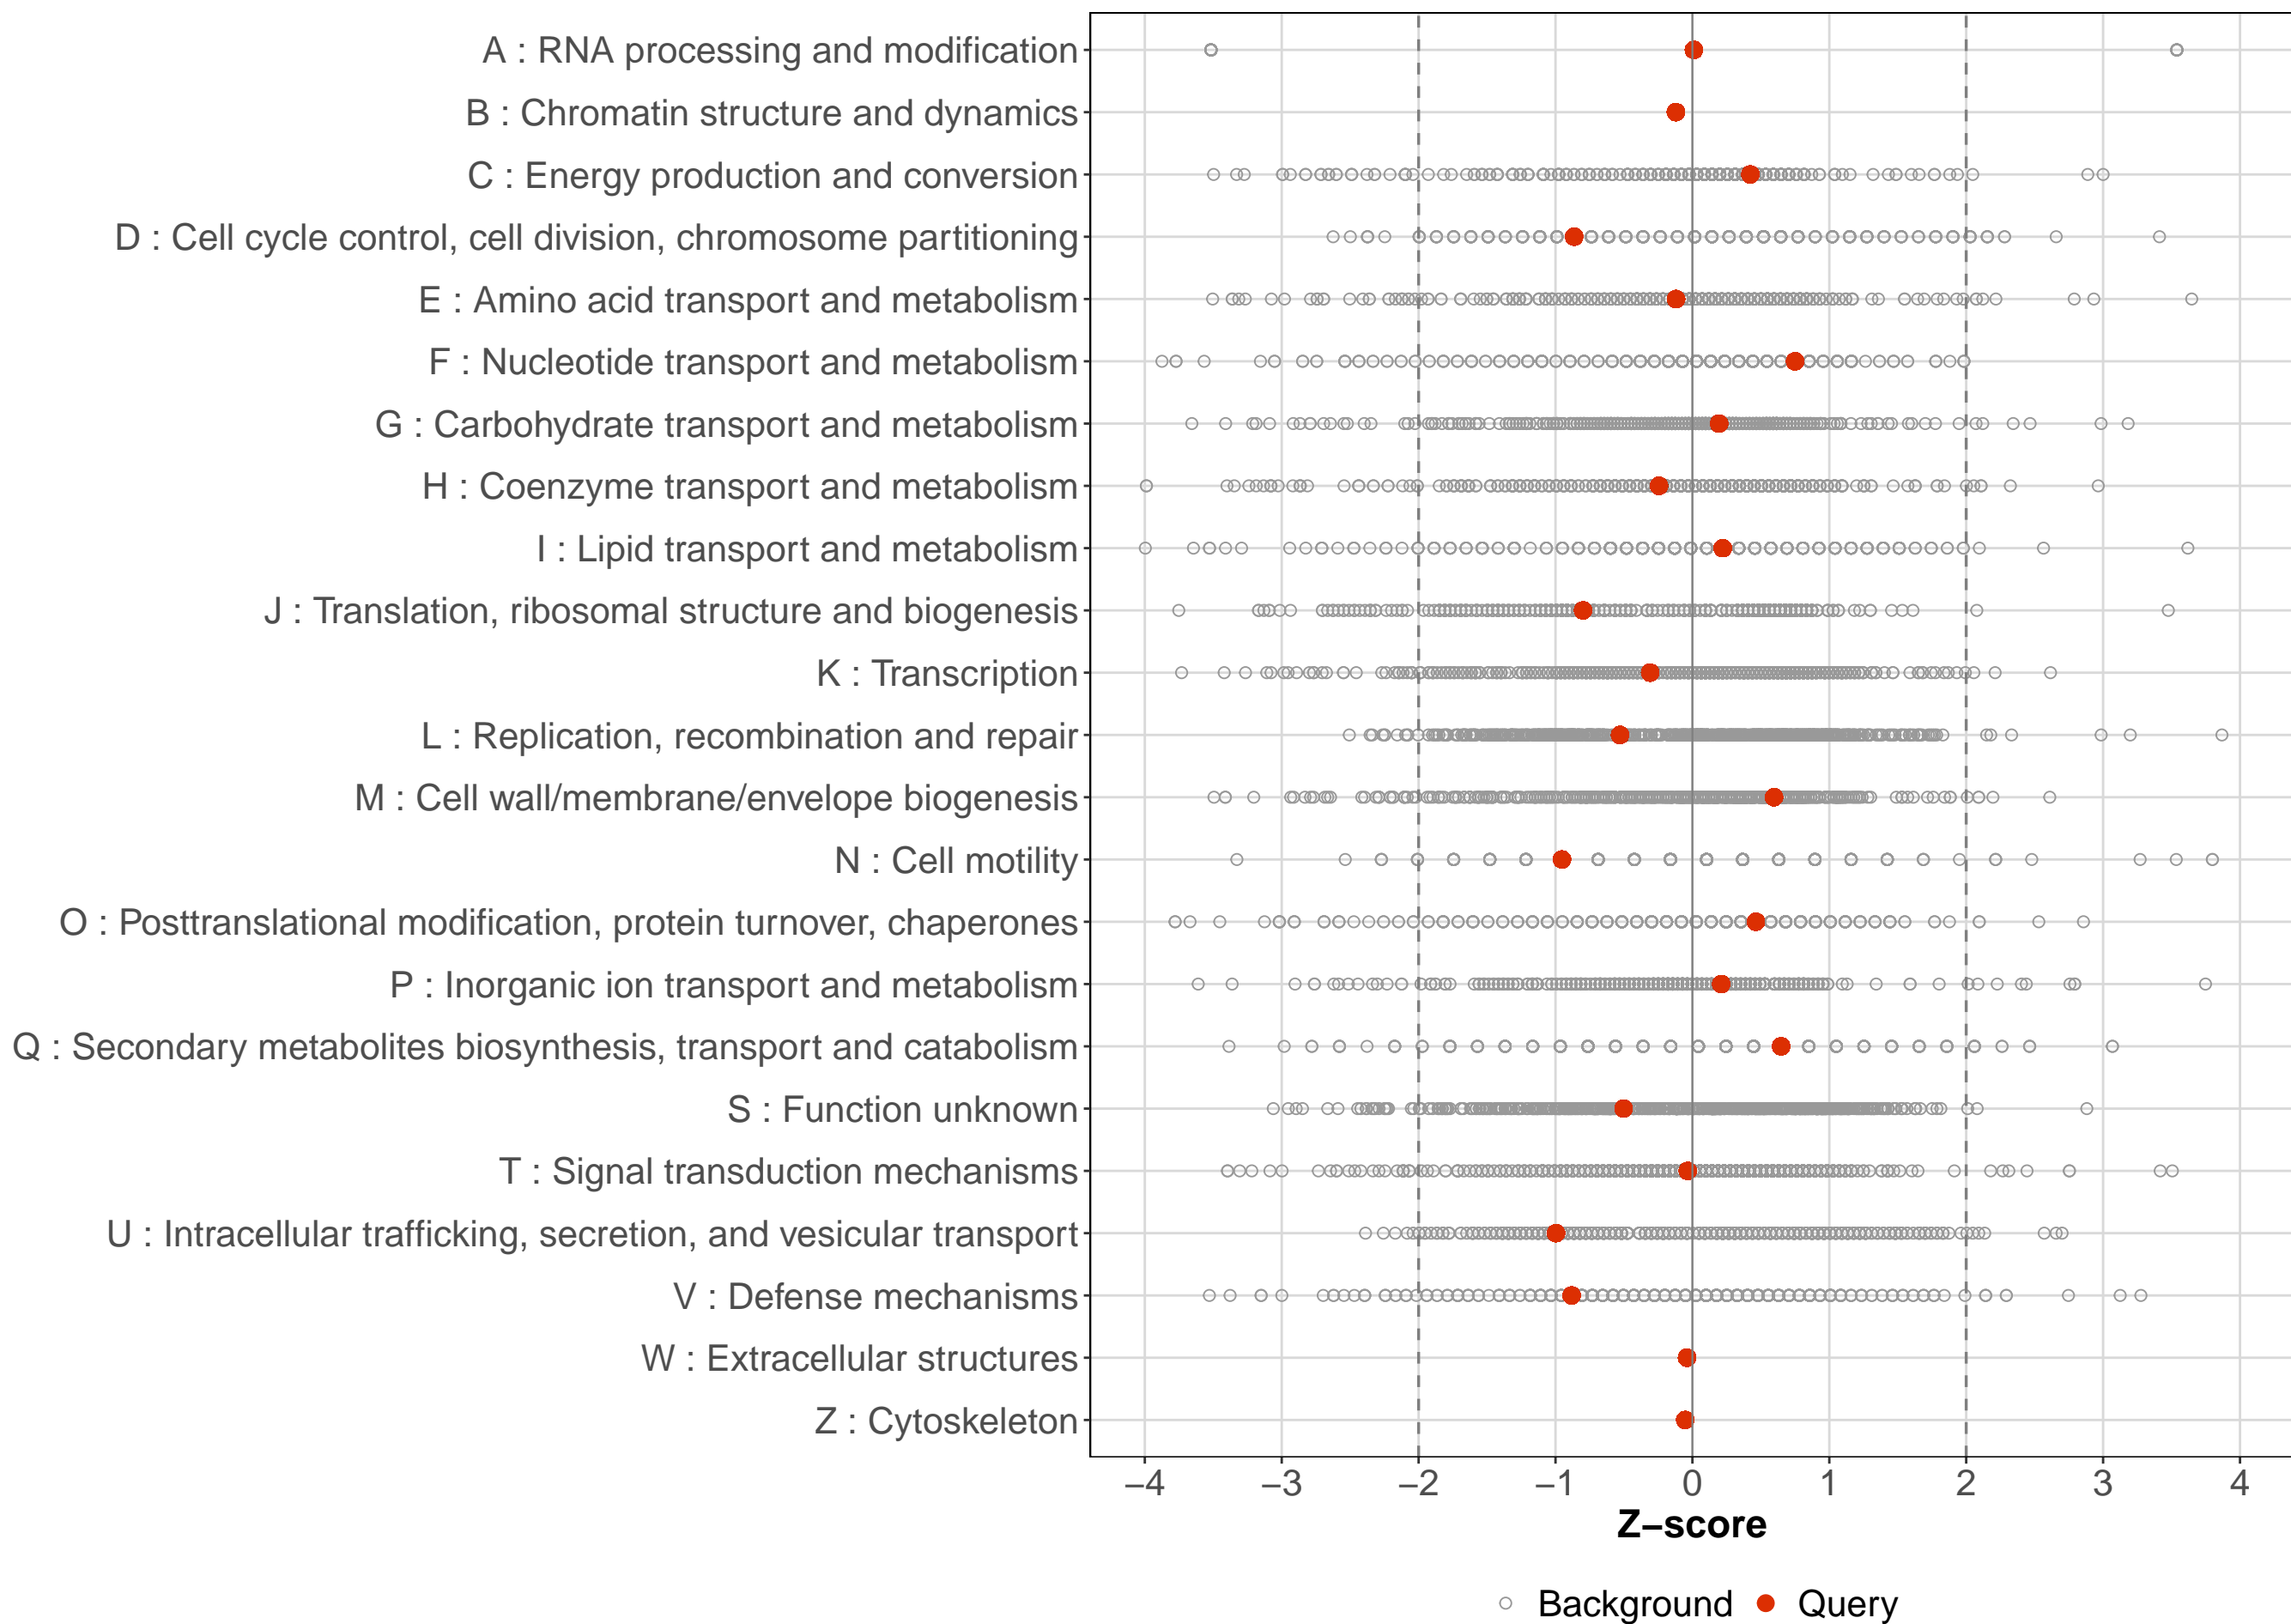 A : RNA processing and modification
B : Chromatin structure and dynamics
C : Energy production and conversion
D : Cell cycle control, cell division, chromosome partitioning
E : Amino acid transport and metabolism
F : Nucleotide transport and metabolism
G : Carbohydrate transport and metabolism
H : Coenzyme transport and metabolism
I : Lipid transport and metabolism
J : Translation, ribosomal structure and biogenesis
K : Transcription
L : Replication, recombination and repair
M : Cell wall/membrane/envelope biogenesis
N : Cell motility
O : Posttranslational modification, protein turnover, chaperones
P : Inorganic ion transport and metabolism
Q : Secondary metabolites biosynthesis, transport and catabolism
S : Function unknown
T : Signal transduction mechanisms
U : Intracellular trafficking, secretion, and vesicular transport
V : Defense mechanisms
W : Extracellular structures
Z : Cytoskeleton
−4 −3 −2 −1 0 1 2 3 4
Z−score
Background Query